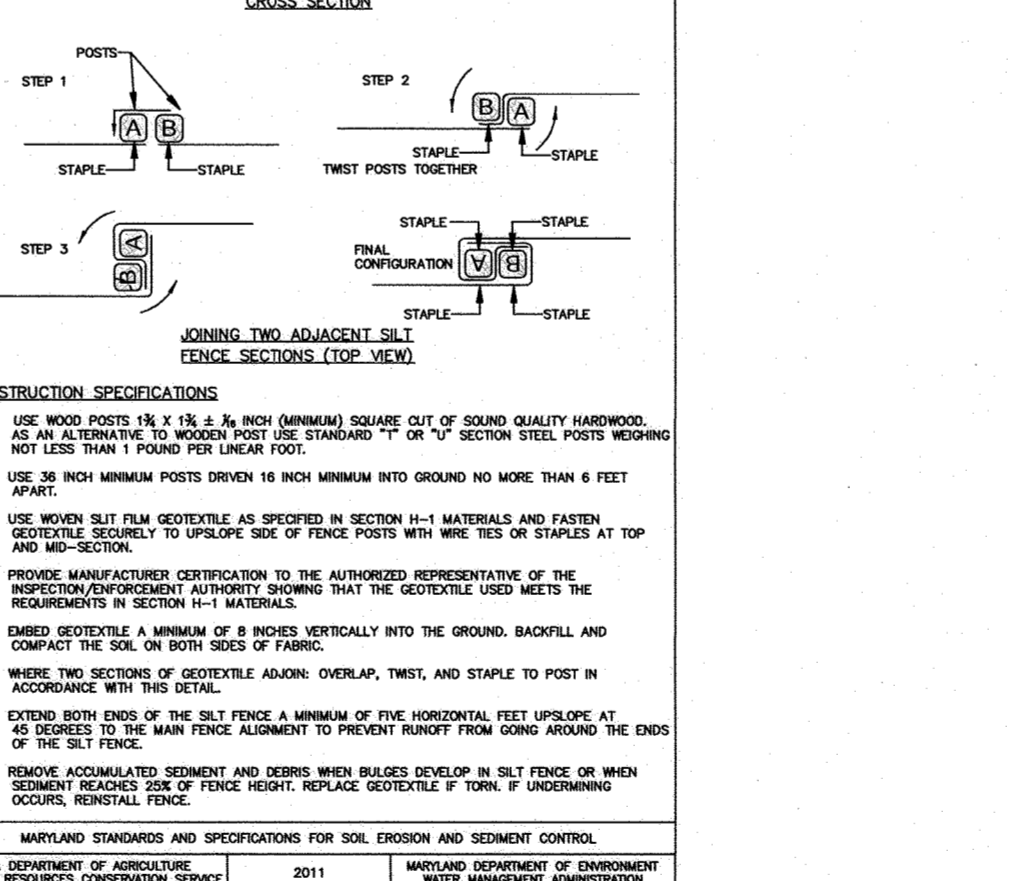 CROSS SECTION
POSTS
STEP 1
A B
STAPLE STAPLE
STEP 2
B A
STAPLE STAPLE
TWIST POSTS TOGETHER
STEP 3
A
B
STAPLE STAPLE
FINAL
CONFIGURATION
A B
STAPLE STAPLE
JOINING TWO ADJACENT SILT
FENCE SECTIONS (TOP VIEW)
STRUCTION SPECIFICATIONS
USE WOOD POSTS 1¾ X 1¾ ± 1/16 INCH (MINIMUM) SQUARE CUT OF SOUND QUALITY HARDWOOD.
AS AN ALTERNATIVE TO WOODEN POST USE STANDARD "T" OR "U" SECTION STEEL POSTS WEIGHING
NOT LESS THAN 1 POUND PER LINEAR FOOT.
USE 36 INCH MINIMUM POSTS DRIVEN 16 INCH MINIMUM INTO GROUND NO MORE THAN 6 FEET
APART.
USE WOVEN SLIT FILM GEOTEXTILE AS SPECIFIED IN SECTION H-1 MATERIALS AND FASTEN
GEOTEXTILE SECURELY TO UPSLOPE SIDE OF FENCE POSTS WITH WIRE TIES OR STAPLES AT TOP
AND MID-SECTION.
PROVIDE MANUFACTURER CERTIFICATION TO THE AUTHORIZED REPRESENTATIVE OF THE
INSPECTION/ENFORCEMENT AUTHORITY SHOWING THAT THE GEOTEXTILE USED MEETS THE
REQUIREMENTS IN SECTION H-1 MATERIALS.
EMBED GEOTEXTILE A MINIMUM OF 8 INCHES VERTICALLY INTO THE GROUND. BACKFILL AND
COMPACT THE SOIL ON BOTH SIDES OF FABRIC.
WHERE TWO SECTIONS OF GEOTEXTILE ADJOIN: OVERLAP, TWIST, AND STAPLE TO POST IN
ACCORDANCE WITH THIS DETAIL.
EXTEND BOTH ENDS OF THE SILT FENCE A MINIMUM OF FIVE HORIZONTAL FEET UPSLOPE AT
45 DEGREES TO THE MAIN FENCE ALIGNMENT TO PREVENT RUNOFF FROM GOING AROUND THE ENDS
OF THE SILT FENCE.
REMOVE ACCUMULATED SEDIMENT AND DEBRIS WHEN BULGES DEVELOP IN SILT FENCE OR WHEN
SEDIMENT REACHES 25% OF FENCE HEIGHT. REPLACE GEOTEXTILE IF TORN. IF UNDERMINING
OCCURS, REINSTALL FENCE.
MARYLAND STANDARDS AND SPECIFICATIONS FOR SOIL EROSION AND SEDIMENT CONTROL
DEPARTMENT OF AGRICULTURE
RESOURCES CONSERVATION SERVICE
2011
MARYLAND DEPARTMENT OF ENVIRONMENT
WATER MANAGEMENT ADMINISTRATION